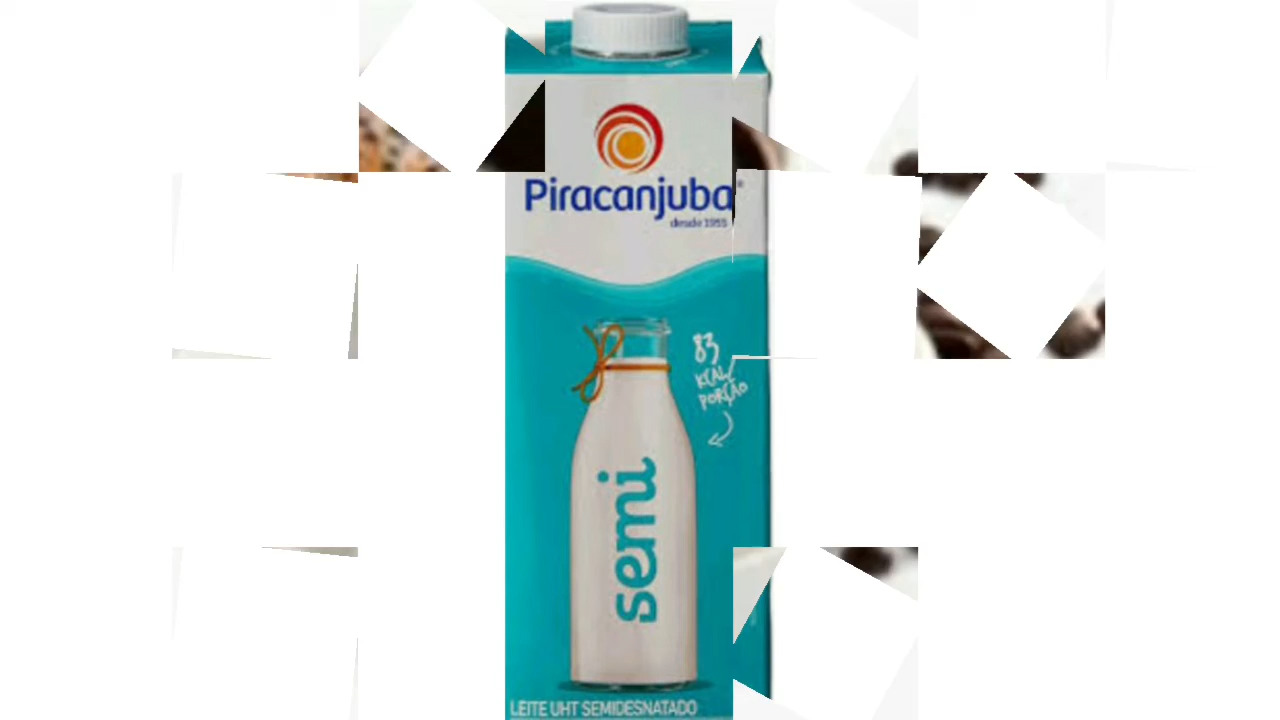 Piracanjuba®
desde 1955
83
KCAL/
PORÇÃO
semi
LEITE UHT SEMIDESNATADO